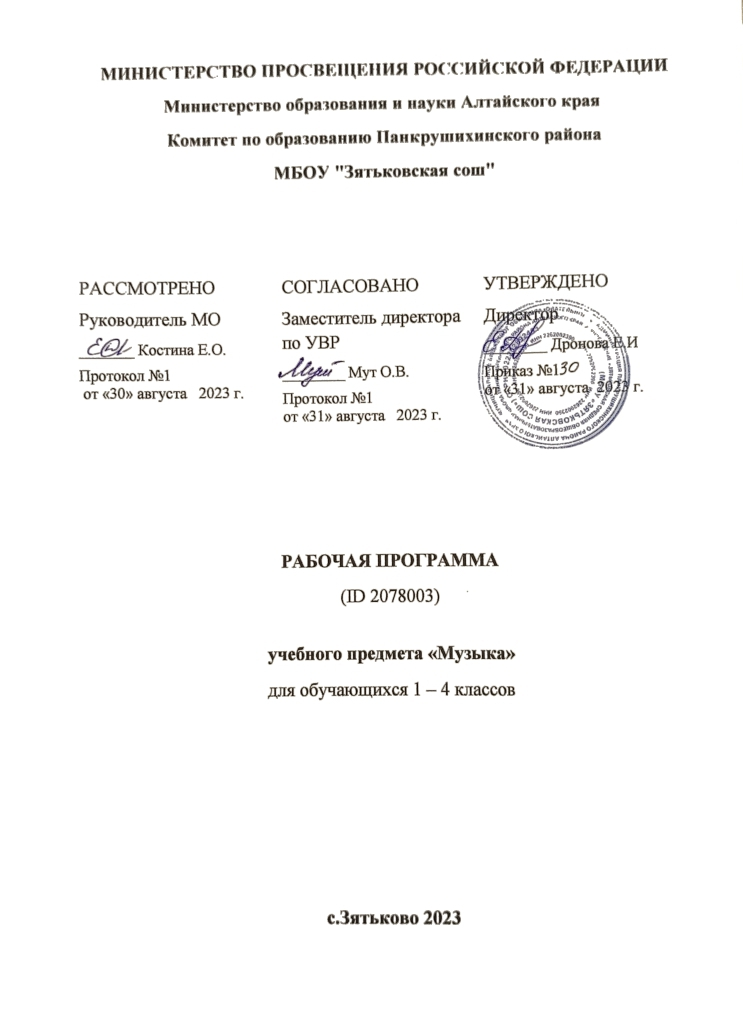 МИНИСТЕРСТВО ПРОСВЕЩЕНИЯ РОССИЙСКОЙ ФЕДЕРАЦИИ
Министерство образования и науки Алтайского края
Комитет по образованию Панкрушихинского района
МБОУ "Зятьковская сош"
РАССМОТРЕНО
Руководитель МО
Костина Е.О.
Протокол №1
от «30» августа 2023 г.
СОГЛАСОВАНО
Заместитель директора
по УВР
Мут О.В.
Протокол №1
от «31» августа 2023 г.
УТВЕРЖДЕНО
Директор
Дронова Е.И
Приказ №130
от «31» августа 2023 г.
РАБОЧАЯ ПРОГРАММА
(ID 2078003)
учебного предмета «Музыка»
для обучающихся 1 – 4 классов
с.Зятьково 2023